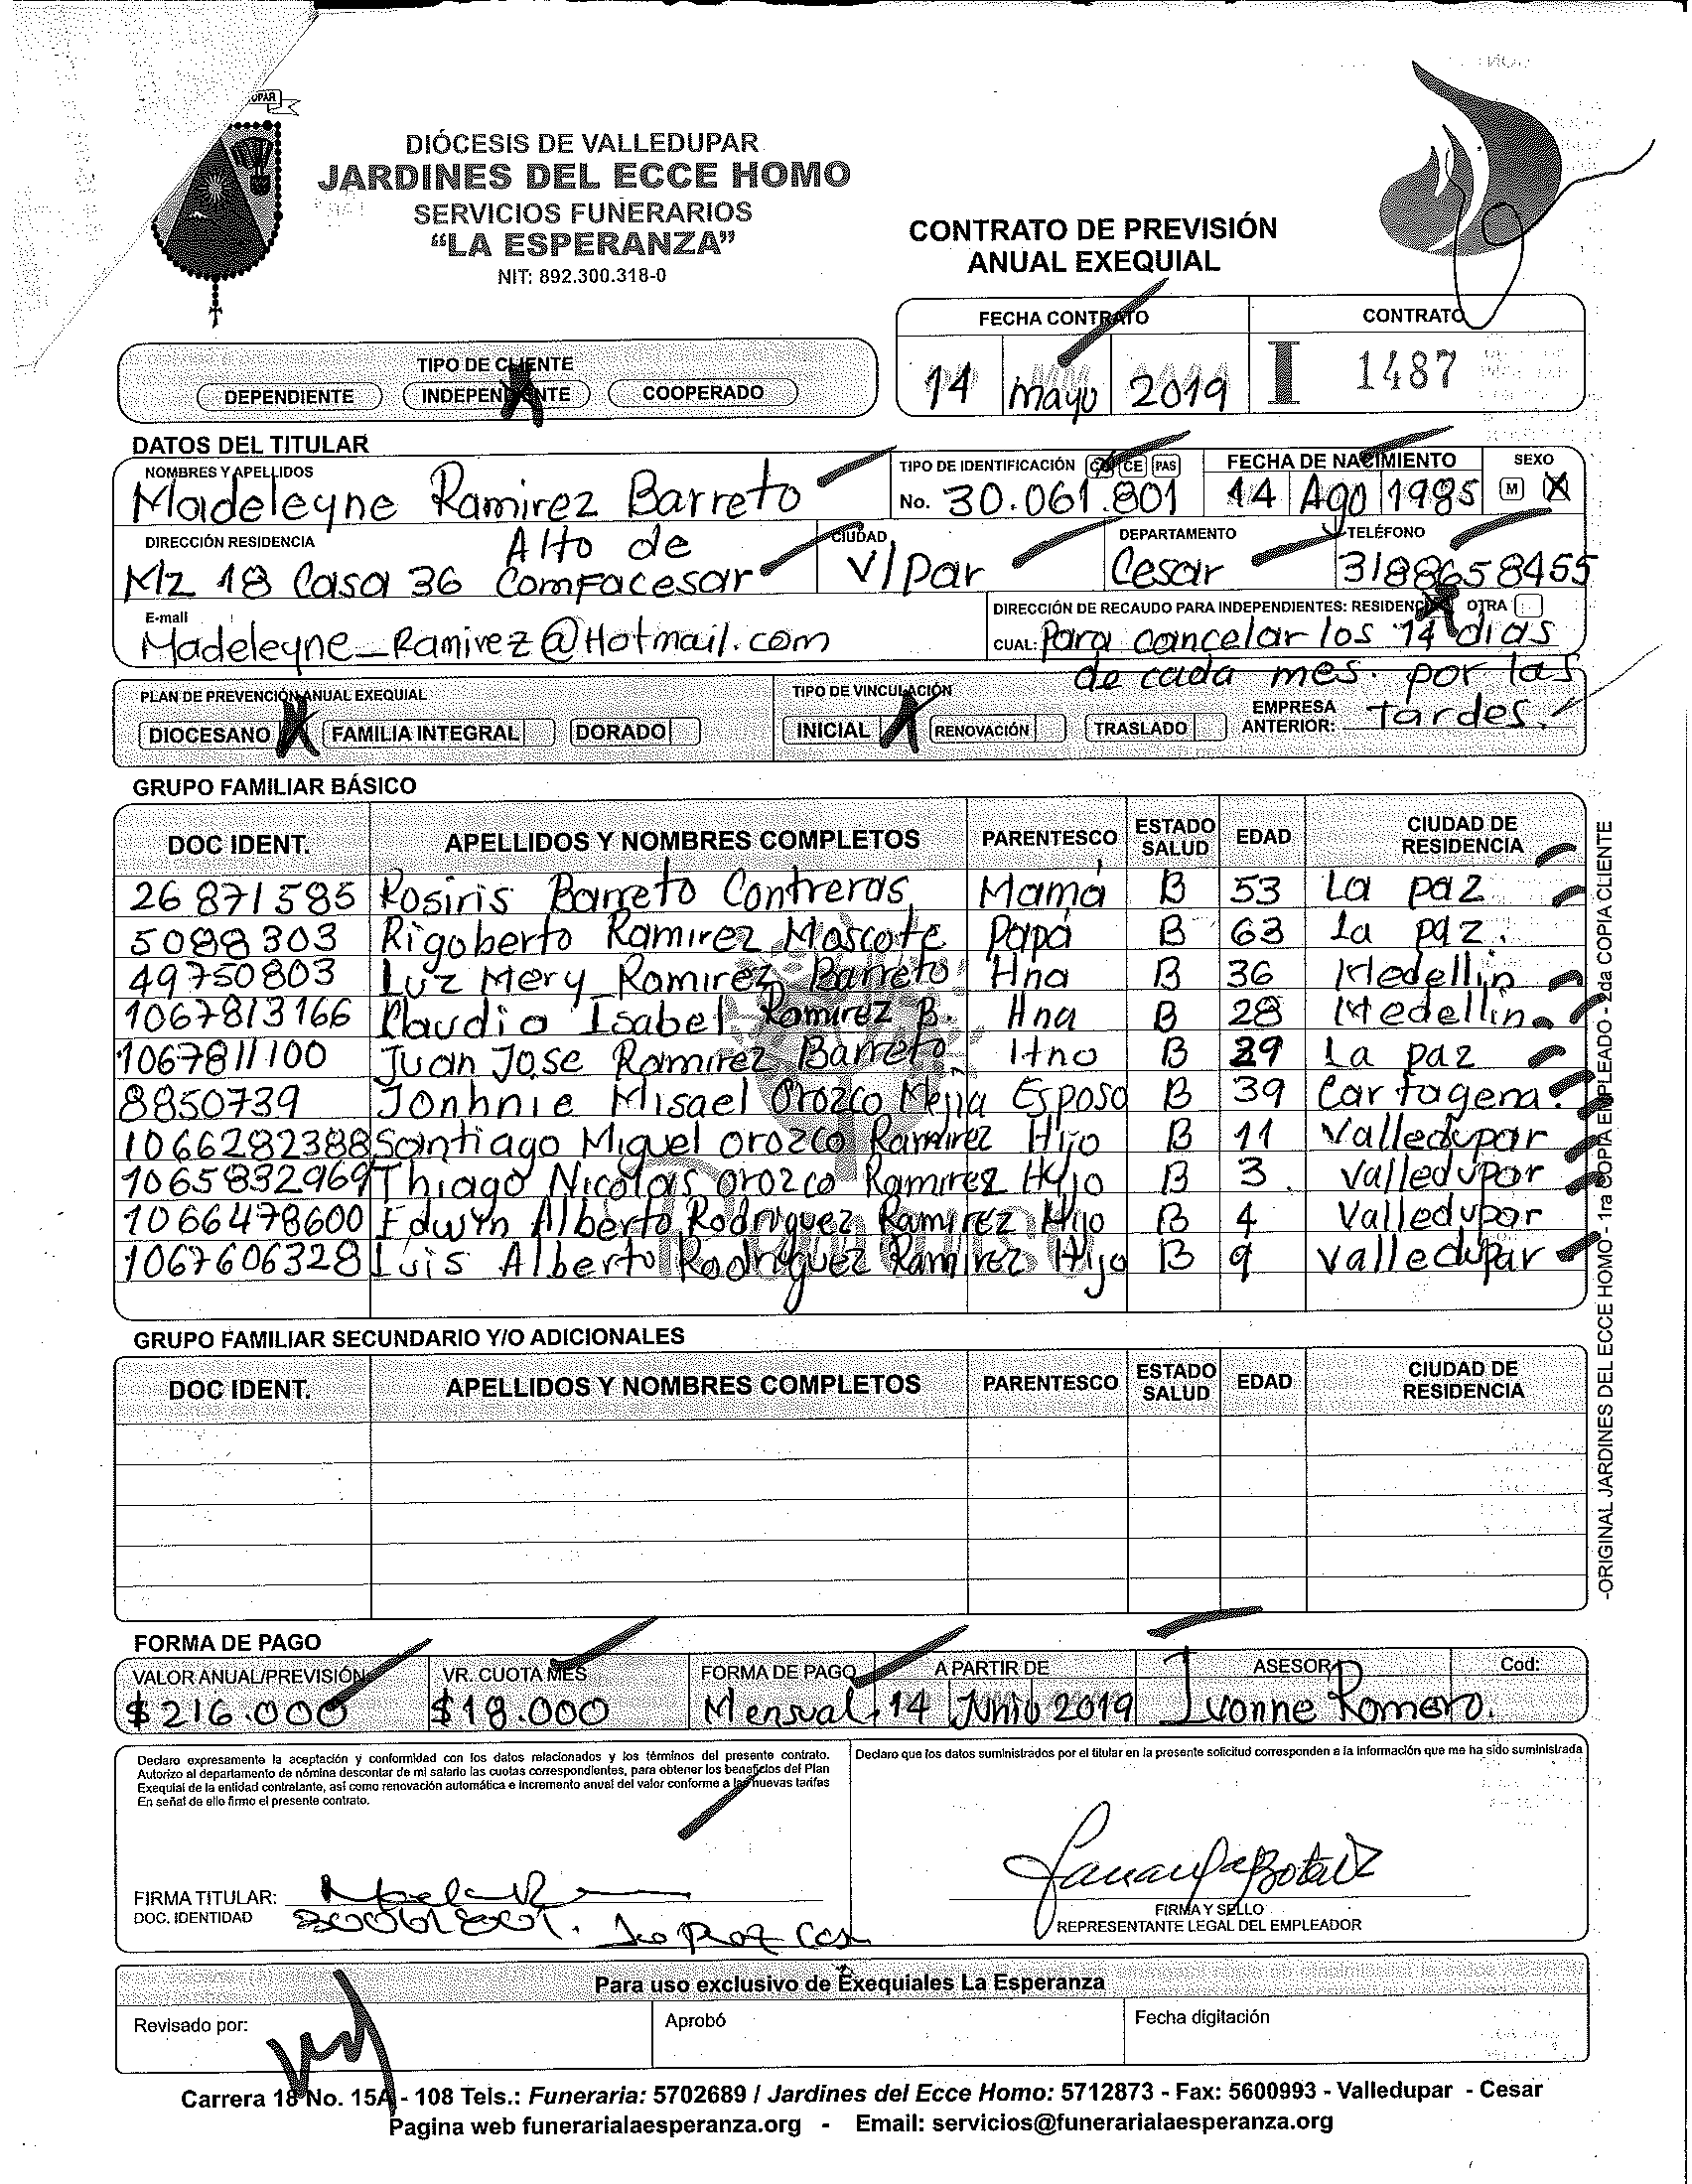 OPAR
DIÓCESIS DE VALLEDUPAR
JARDINES DEL ECCE HOMO
SERVICIOS FUNERARIOS
“LA ESPERANZA”
NIT: 892.300.318-0
CONTRATO DE PREVISIÓN
ANUAL EXEQUIAL
FECHA CONTRATO CONTRATO
14 mayo 2019 I 1487
TIPO DE CLIENTE
DEPENDIENTE INDEPENDIENTE COOPERADO
DATOS DEL TITULAR
NOMBRES Y APELLIDOS TIPO DE IDENTIFICACIÓN CC CE PAS FECHA DE NACIMIENTO SEXO
Madeleyne Ramirez Barreto No. 30.061.801 14 Ago 1985 M X
DIRECCIÓN RESIDENCIA Alto de CIUDAD DEPARTAMENTO TELÉFONO
Mz 18 Casa 36 Comfacesar V/par Cesar 3188658455
E-mail DIRECCIÓN DE RECAUDO PARA INDEPENDIENTES: RESIDENCIA OTRA
Madeleyne_Ramirez@Hotmail.com CUAL: Para cancelar los 14 dias
de cada mes. por las
PLAN DE PREVENCIÓN ANUAL EXEQUIAL TIPO DE VINCULACIÓN EMPRESA
DIOCESANO X FAMILIA INTEGRAL DORADO INICIAL X RENOVACIÓN TRASLADO ANTERIOR: tardes.
GRUPO FAMILIAR BÁSICO
DOC IDENT. APELLIDOS Y NOMBRES COMPLETOS PARENTESCO ESTADO SALUD EDAD CIUDAD DE RESIDENCIA
26871585 Rosiris Barreto Contreras Mamá B 53 La paz
5088303 Rigoberto Ramirez Mascote Papá B 63 La paz.
49750803 Luz Mery Ramirez Barreto Hna B 36 Medellin
1067813166 Claudia Isabel Ramirez B. Hna B 28 Medellin
1067811100 Juan Jose Ramirez Barreto Hno B 29 La paz
8850739 Jonhnie Misael Orozco Mejia Esposo B 39 Cartagena.
1066282388 Santiago Miguel orozco Ramirez Hijo B 11 Valledupar
1065832969 Thiago Nicolas orozco Ramirez Hijo B 3 valledupar
1066478600 Edwyn Alberto Rodriguez Ramirez Hijo B 4 Valledupar
1067606328 Luis Alberto Rodriguez Ramirez Hijo B 9 valledupar
GRUPO FAMILIAR SECUNDARIO Y/O ADICIONALES
DOC IDENT. APELLIDOS Y NOMBRES COMPLETOS PARENTESCO ESTADO SALUD EDAD CIUDAD DE RESIDENCIA
-ORIGINAL JARDINES DEL ECCE HOMO - 1ra COPIA EMPLEADO - 2da COPIA CLIENTE
FORMA DE PAGO
VALOR ANUAL/PREVISIÓN VR. CUOTA MES FORMA DE PAGO A PARTIR DE ASESOR Cod:
$216.000 $18.000 Mensual. 14 Junio 2019 Ivonne Romero.
Declaro expresamente la aceptación y conformidad con los datos relacionados y los términos del presente contrato.
Autorizo al departamento de nómina descontar de mi salario las cuotas correspondientes, para obtener los beneficios del Plan
Exequial de la entidad contratante, así como renovación automática e incremento anual del valor conforme a las nuevas tarifas
En señal de ello firmo el presente contrato.
Declaro que los datos suministrados por el titular en la presente solicitud corresponden a la información que me ha sido suministrada
FIRMA TITULAR:
DOC. IDENTIDAD 30061801.
FIRMA Y SELLO
REPRESENTANTE LEGAL DEL EMPLEADOR
Para uso exclusivo de Exequiales La Esperanza
Revisado por: Aprobó Fecha digitación
Carrera 18 No. 15A - 108 Tels.: Funeraria: 5702689 / Jardines del Ecce Homo: 5712873 - Fax: 5600993 - Valledupar - Cesar
Pagina web funerarialaesperanza.org - Email: servicios@funerarialaesperanza.org